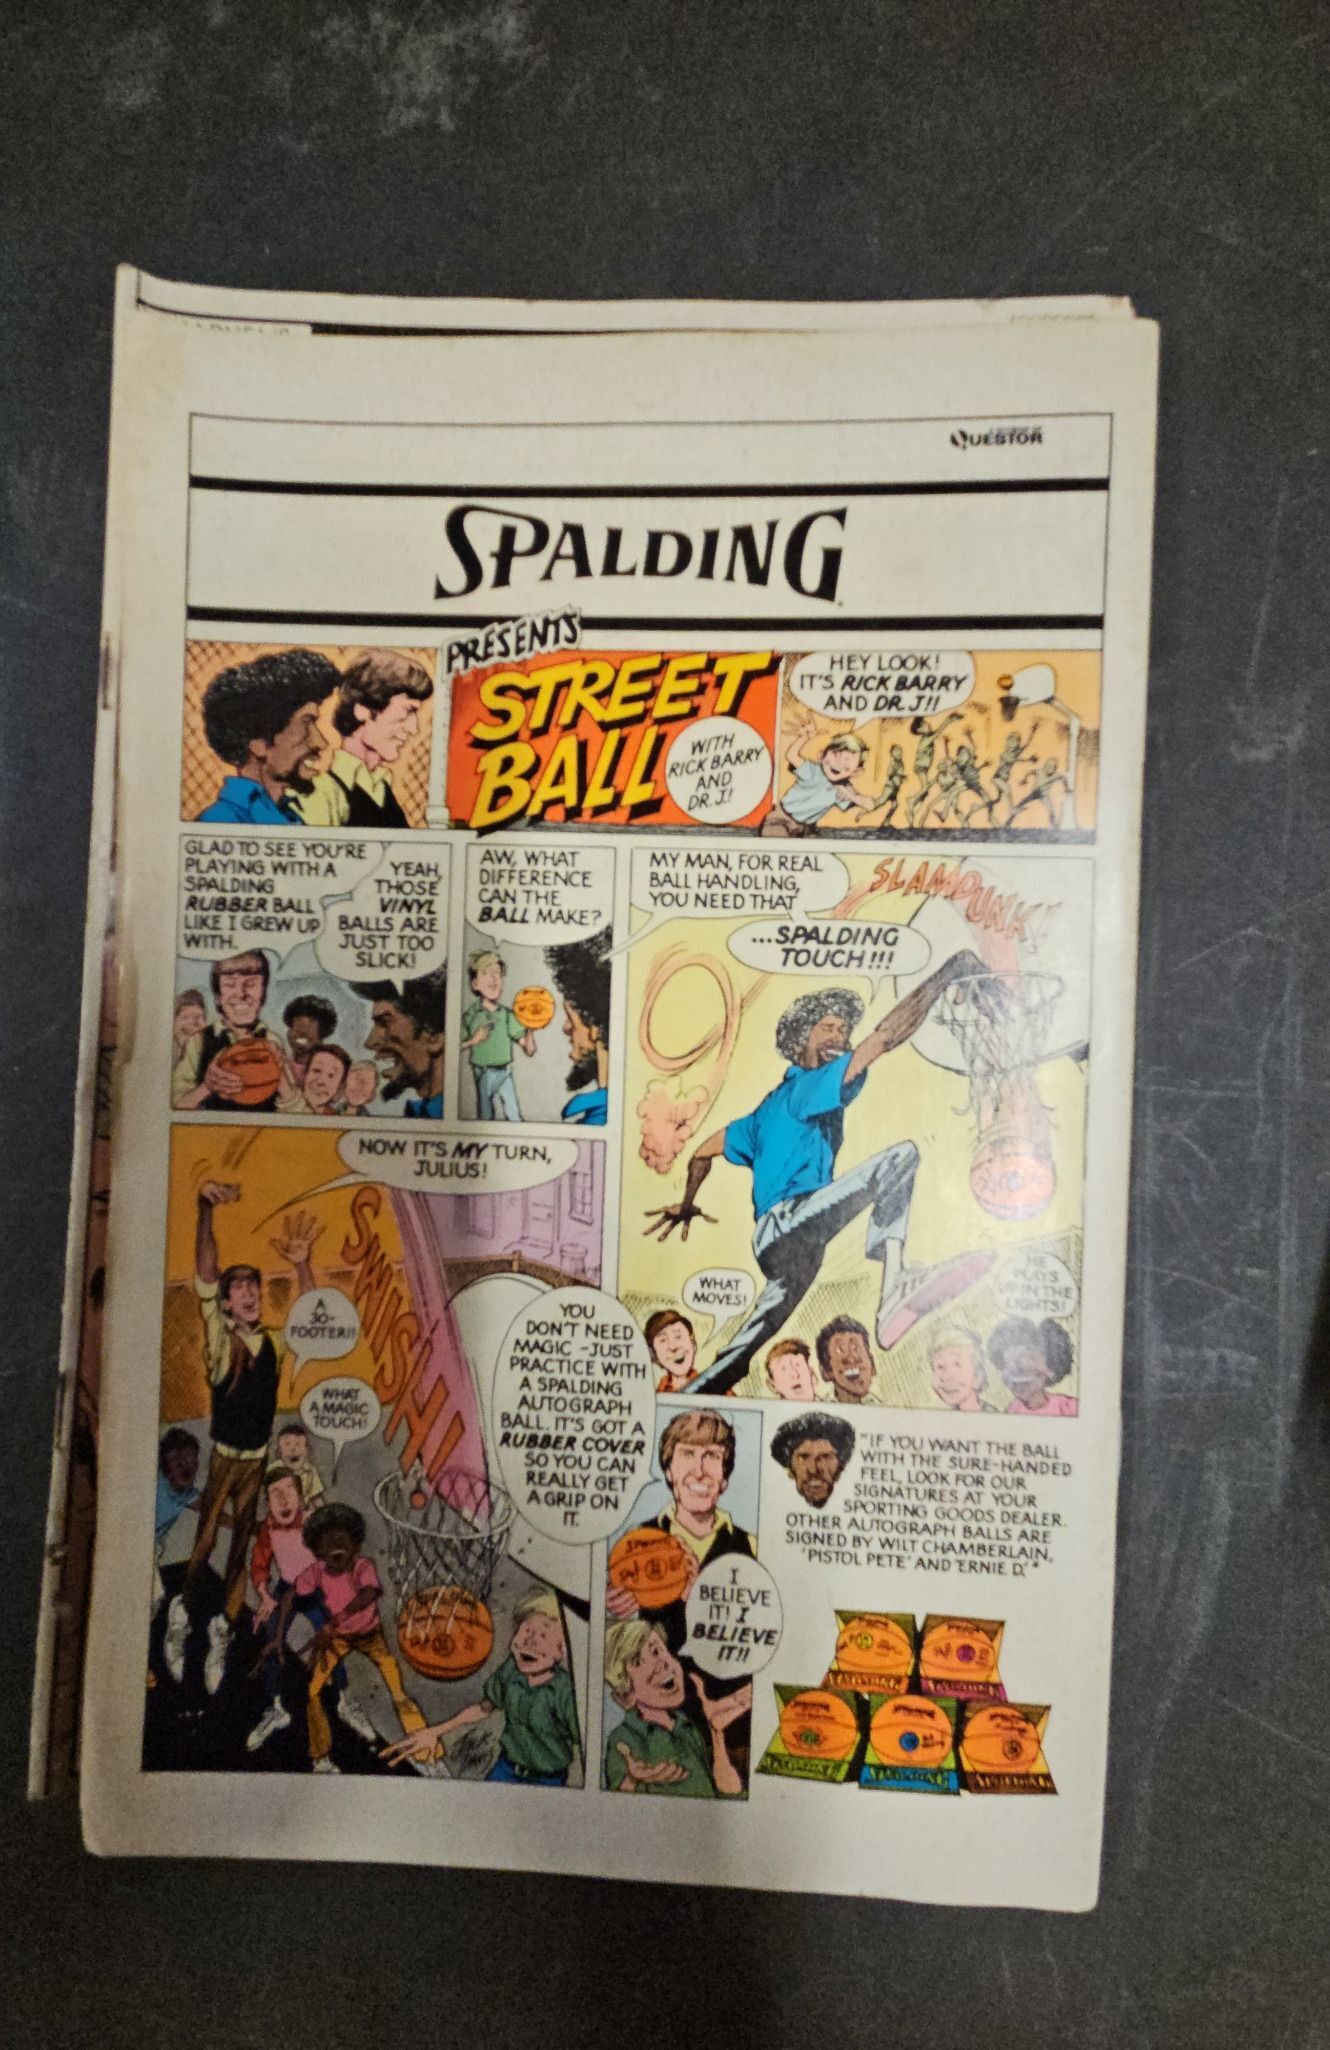 QUESTOR
SPALDING
PRESENTS
STREET
BALL
WITH
RICK BARRY
AND
DR. J.!
HEY LOOK!
IT'S RICK BARRY
AND DR. J!!
GLAD TO SEE YOU'RE
PLAYING WITH A
SPALDING
RUBBER BALL
LIKE I GREW UP
WITH.
YEAH,
THOSE
VINYL
BALLS ARE
JUST TOO
SLICK!
AW, WHAT
DIFFERENCE
CAN THE
BALL MAKE?
MY MAN, FOR REAL
BALL HANDLING,
YOU NEED THAT
...SPALDING
TOUCH!!!
SLAM DUNK!
WHAT
MOVES!
HE
PLAYS
UP IN THE
LIGHTS!
NOW IT'S MY TURN,
JULIUS!
SWISH!
A
30-
FOOTER!!
WHAT
A MAGIC
TOUCH!
YOU
DON'T NEED
MAGIC - JUST
PRACTICE WITH
A SPALDING
AUTOGRAPH
BALL. IT'S GOT A
RUBBER COVER
SO YOU CAN
REALLY GET
A GRIP ON
IT.
I
BELIEVE
IT! I
BELIEVE
IT!!
"IF YOU WANT THE BALL
WITH THE SURE-HANDED
FEEL, LOOK FOR OUR
SIGNATURES AT YOUR
SPORTING GOODS DEALER.
OTHER AUTOGRAPH BALLS ARE
SIGNED BY WILT CHAMBERLAIN,
'PISTOL PETE' AND 'ERNIE D.'"
SPALDING
SPALDING
SPALDING
SPALDING
SPALDING